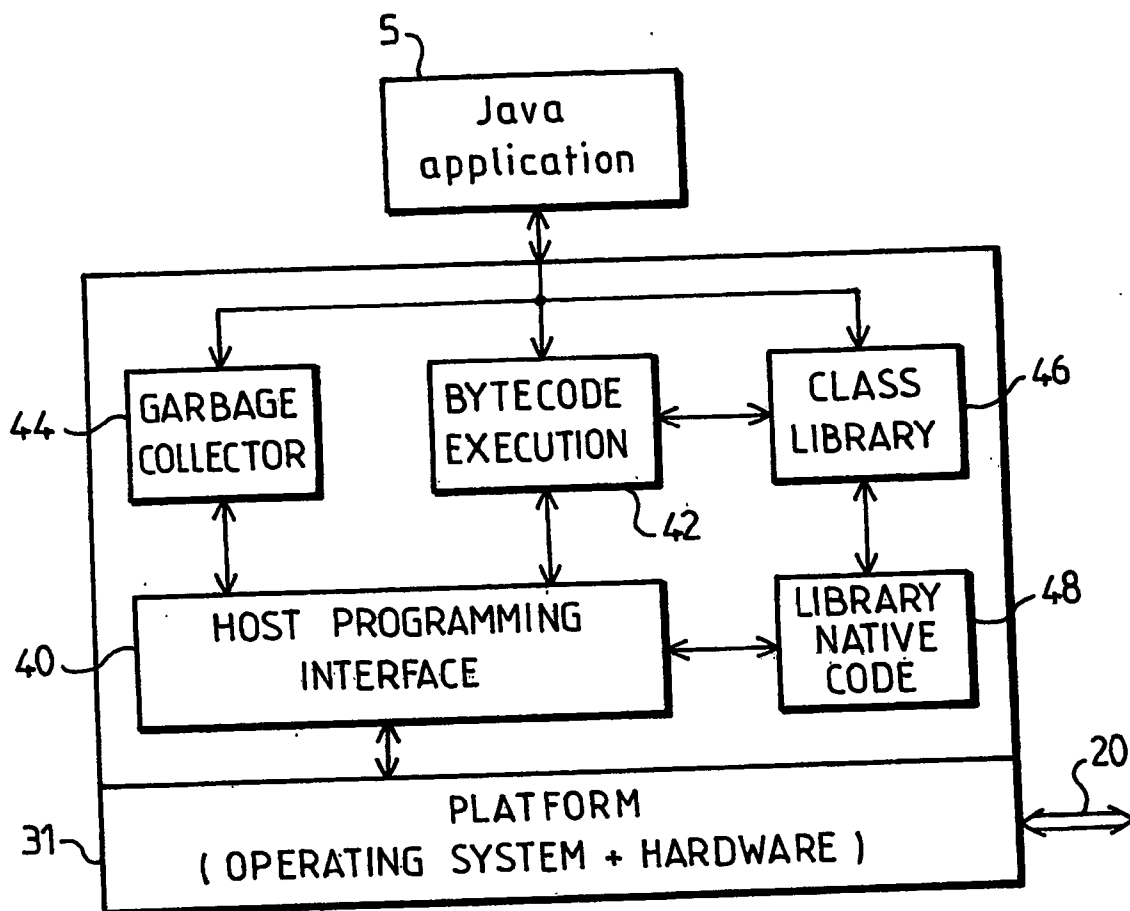 5
Java
application
44
GARBAGE
COLLECTOR
BYTECODE
EXECUTION
42
CLASS
LIBRARY
46
40
HOST PROGRAMMING
INTERFACE
LIBRARY
NATIVE
CODE
48
31
PLATFORM
( OPERATING SYSTEM + HARDWARE )
20